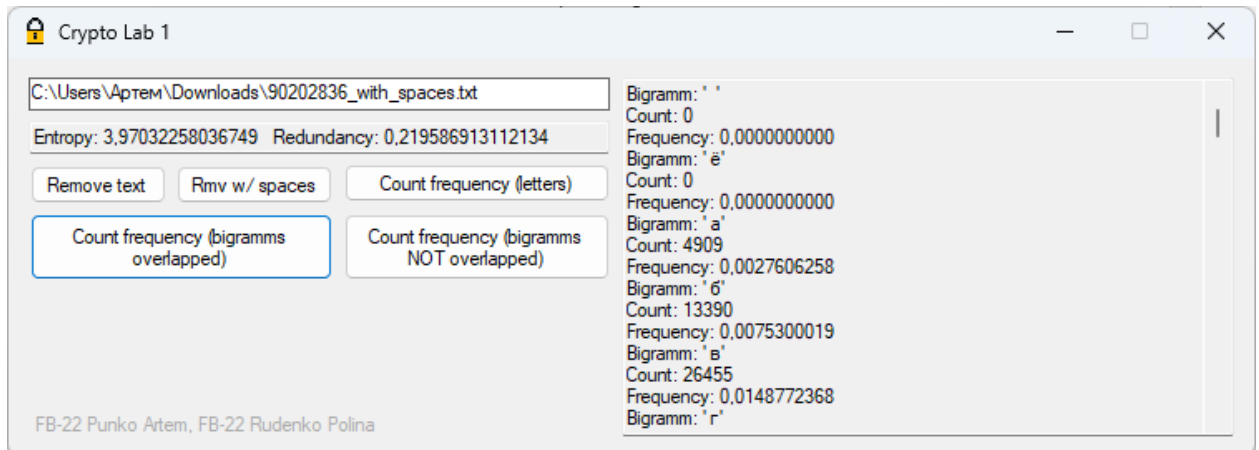 Crypto Lab 1
C:\Users\Артем\Downloads\90202836_with_spaces.txt
Entropy: 3,97032258036749   Redundancy: 0,219586913112134
Remove text
Rmv w/ spaces
Count frequency (letters)
Count frequency (bigramms
overlapped)
Count frequency (bigramms
NOT overlapped)
FB-22 Punko Artem, FB-22 Rudenko Polina
Bigramm: '  '
Count: 0
Frequency: 0,0000000000
Bigramm: ' ё'
Count: 0
Frequency: 0,0000000000
Bigramm: ' а'
Count: 4909
Frequency: 0,0027606258
Bigramm: ' б'
Count: 13390
Frequency: 0,0075300019
Bigramm: ' в'
Count: 26455
Frequency: 0,0148772368
Bigramm: ' г'